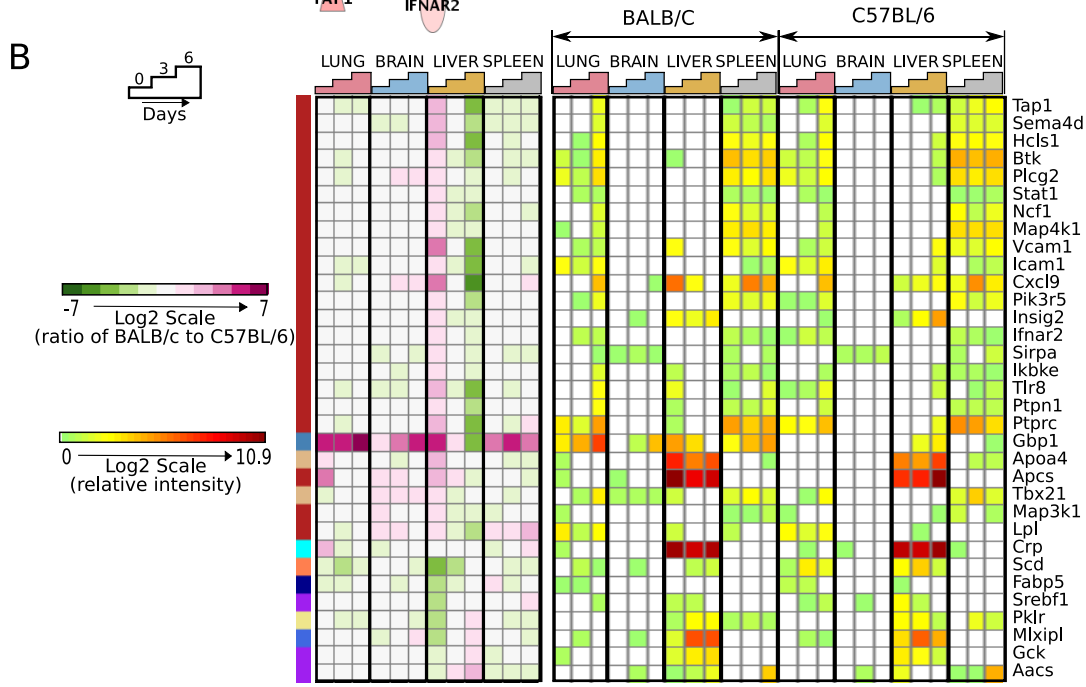 IFNAR2
BALB/C
C57BL/6
B
0 3 6
Days
LUNG BRAIN LIVER SPLEEN
LUNG BRAIN LIVER SPLEEN LUNG BRAIN LIVER SPLEEN
Tap1
Sema4d
Hcls1
Btk
Plcg2
Stat1
Ncf1
Map4k1
Vcam1
Icam1
Cxcl9
Pik3r5
Insig2
Ifnar2
Sirpa
Ikbke
Tlr8
Ptpn1
Ptprc
Gbp1
Apoa4
Apcs
Tbx21
Map3k1
Lpl
Crp
Scd
Fabp5
Srebf1
Pklr
Mlxipl
Gck
Aacs
-7 7
Log2 Scale
(ratio of BALB/c to C57BL/6)
0 10.9
Log2 Scale
(relative intensity)